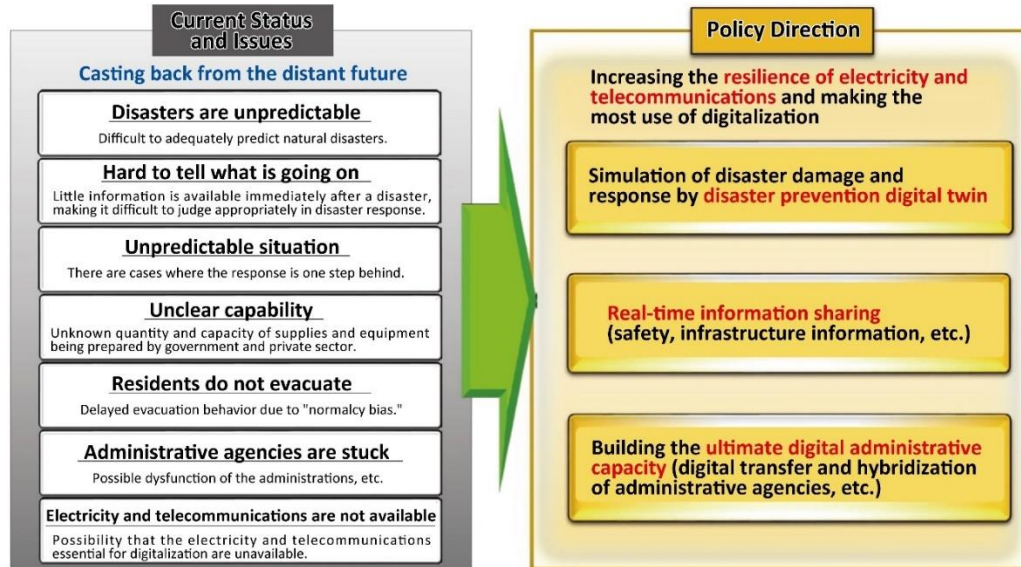 Current Status
and Issues
Casting back from the distant future
Disasters are unpredictable
Difficult to adequately predict natural disasters.
Hard to tell what is going on
Little information is available immediately after a disaster,
making it difficult to judge appropriately in disaster response.
Unpredictable situation
There are cases where the response is one step behind.
Unclear capability
Unknown quantity and capacity of supplies and equipment
being prepared by government and private sector.
Residents do not evacuate
Delayed evacuation behavior due to "normalcy bias."
Administrative agencies are stuck
Possible dysfunction of the administrations, etc.
Electricity and telecommunications are not available
Possibility that the electricity and telecommunications
essential for digitalization are unavailable.
Policy Direction
Increasing the resilience of electricity and
telecommunications and making the
most use of digitalization
Simulation of disaster damage and
response by disaster prevention digital twin
Real-time information sharing
(safety, infrastructure information, etc.)
Building the ultimate digital administrative
capacity (digital transfer and hybridization
of administrative agencies, etc.)